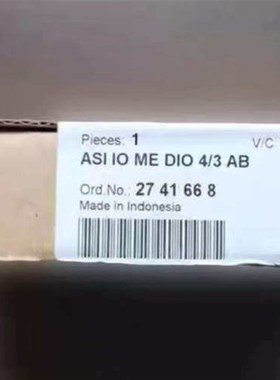 Pieces: 1 V/C
ASI IO ME DIO 4/3 AB
Ord.No.: 27 41 66 8
Made in Indonesia